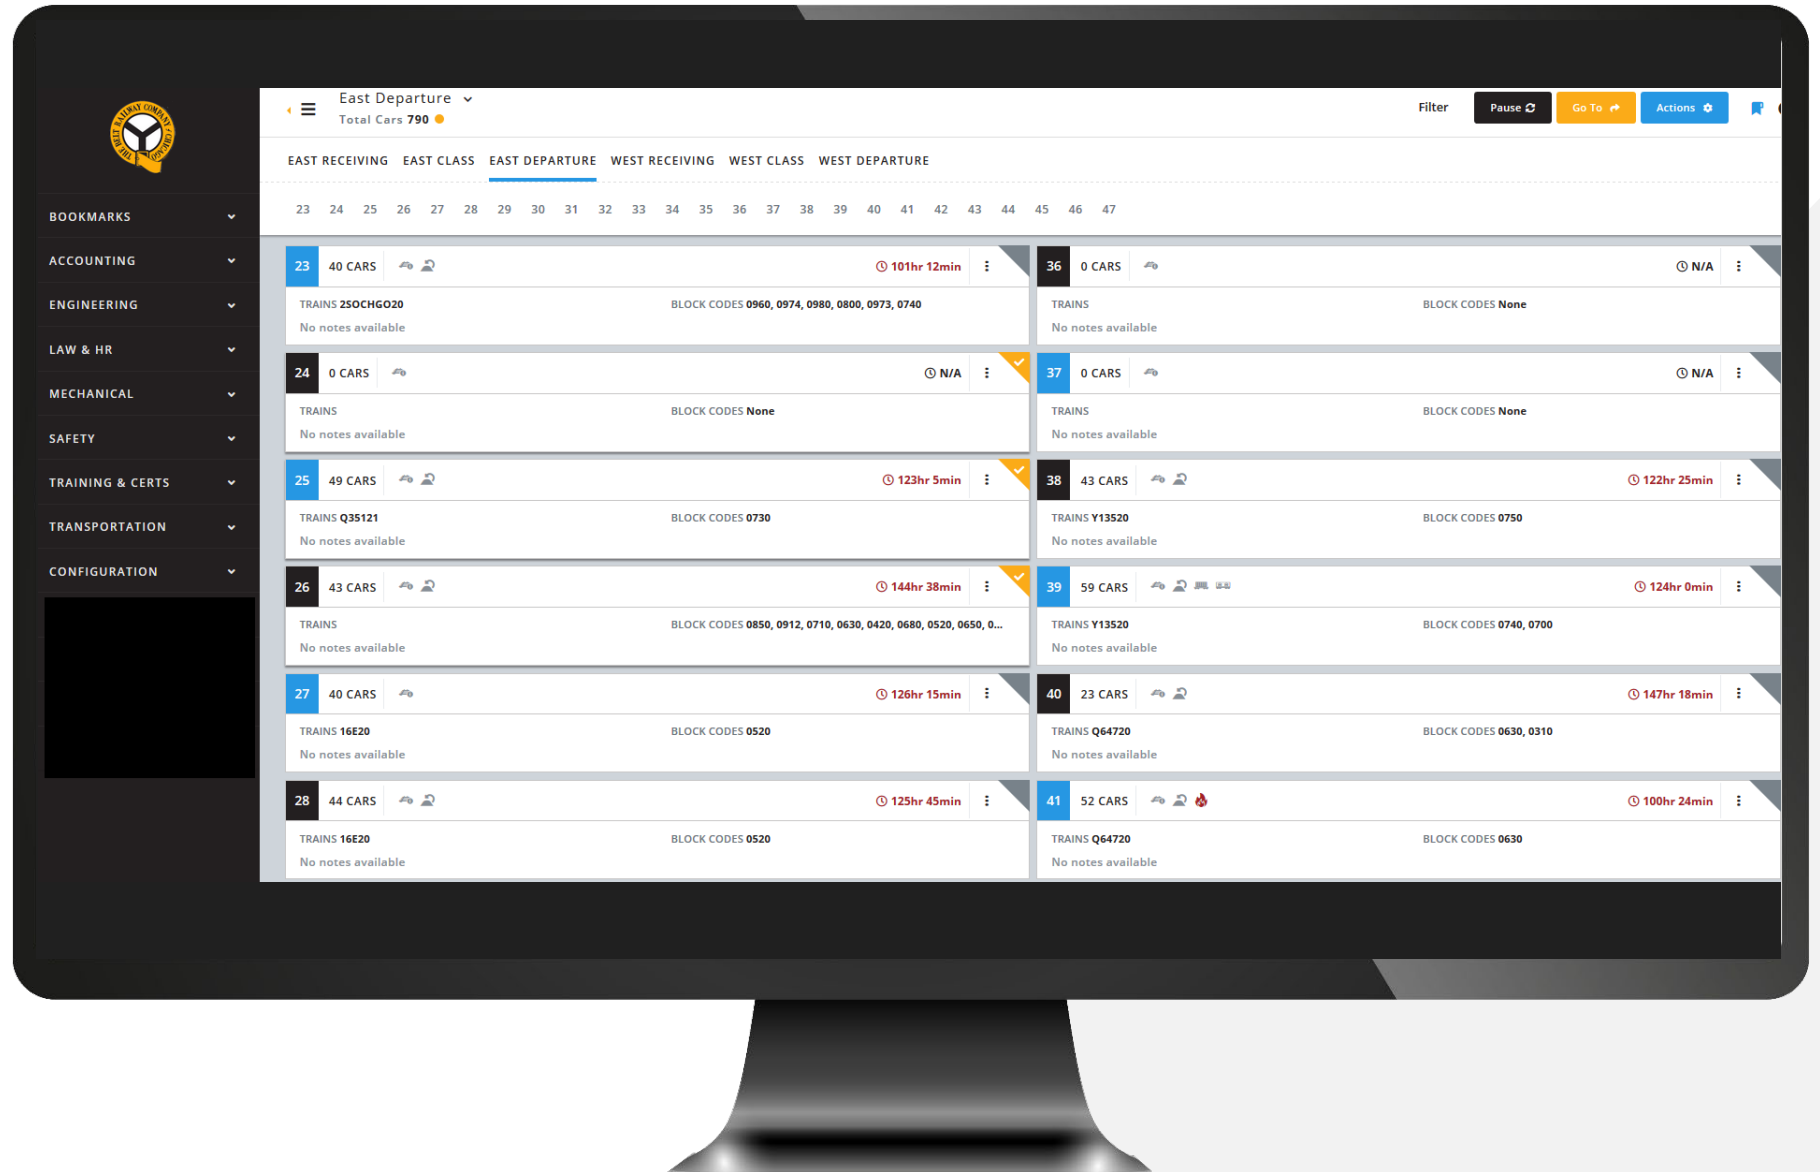 THE BELT RAILWAY COMPANY OF CHICAGO
East Departure
Total Cars 790
Filter
Pause
Go To
Actions
EAST RECEIVING EAST CLASS EAST DEPARTURE WEST RECEIVING WEST CLASS WEST DEPARTURE
23 24 25 26 27 28 29 30 31 32 33 34 35 36 37 38 39 40 41 42 43 44 45 46 47
BOOKMARKS
ACCOUNTING
ENGINEERING
LAW & HR
MECHANICAL
SAFETY
TRAINING & CERTS
TRANSPORTATION
CONFIGURATION
23 40 CARS 101hr 12min
TRAINS 2SOCHGO20 BLOCK CODES 0960, 0974, 0980, 0800, 0973, 0740
No notes available
24 0 CARS N/A
TRAINS BLOCK CODES None
No notes available
25 49 CARS 123hr 5min
TRAINS Q35121 BLOCK CODES 0730
No notes available
26 43 CARS 144hr 38min
TRAINS BLOCK CODES 0850, 0912, 0710, 0630, 0420, 0680, 0520, 0650, 0...
No notes available
27 40 CARS 126hr 15min
TRAINS 16E20 BLOCK CODES 0520
No notes available
28 44 CARS 125hr 45min
TRAINS 16E20 BLOCK CODES 0520
No notes available
36 0 CARS N/A
TRAINS BLOCK CODES None
No notes available
37 0 CARS N/A
TRAINS BLOCK CODES None
No notes available
38 43 CARS 122hr 25min
TRAINS Y13520 BLOCK CODES 0750
No notes available
39 59 CARS 124hr 0min
TRAINS Y13520 BLOCK CODES 0740, 0700
No notes available
40 23 CARS 147hr 18min
TRAINS Q64720 BLOCK CODES 0630, 0310
No notes available
41 52 CARS 100hr 24min
TRAINS Q64720 BLOCK CODES 0630
No notes available